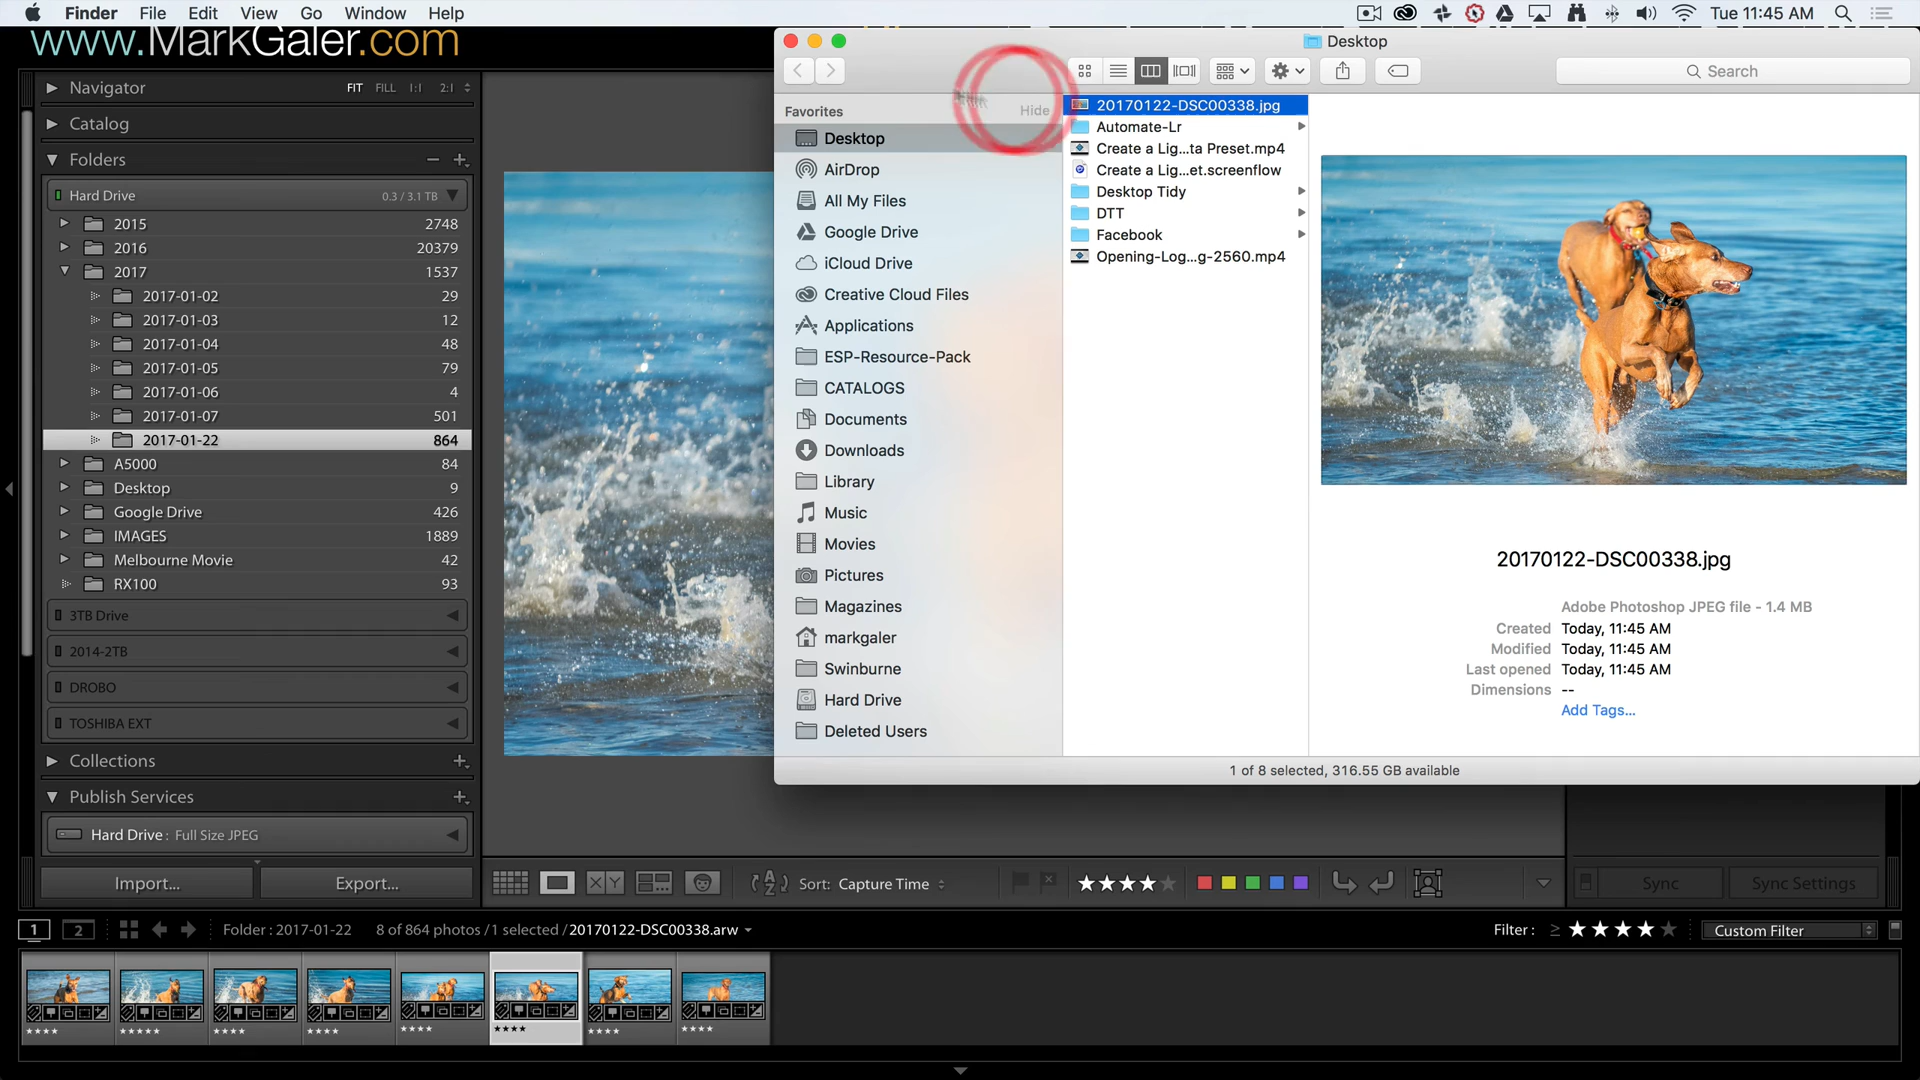 Finder File Edit View Go Window Help
Tue 11:45 AM
www.MarkGaler.com
Navigator FIT FILL 1:1 2:1
Catalog
Folders
Hard Drive 0.3 / 3.1 TB
2015 2748
2016 20379
2017 1537
2017-01-02 29
2017-01-03 12
2017-01-04 48
2017-01-05 79
2017-01-06 4
2017-01-07 501
2017-01-22 864
A5000 84
Desktop 9
Google Drive 426
IMAGES 1889
Melbourne Movie 42
RX100 93
3TB Drive
2014-2TB
DROBO
TOSHIBA EXT
Collections
Publish Services
Hard Drive : Full Size JPEG
Import... Export...
Desktop
Search
Favorites Hide
Desktop
AirDrop
All My Files
Google Drive
iCloud Drive
Creative Cloud Files
Applications
ESP-Resource-Pack
CATALOGS
Documents
Downloads
Library
Music
Movies
Pictures
Magazines
markgaler
Swinburne
Hard Drive
Deleted Users
20170122-DSC00338.jpg
Automate-Lr
Create a Lig...ta Preset.mp4
Create a Lig...et.screenflow
Desktop Tidy
DTT
Facebook
Opening-Log...g-2560.mp4
20170122-DSC00338.jpg
Adobe Photoshop JPEG file - 1.4 MB
Created Today, 11:45 AM
Modified Today, 11:45 AM
Last opened Today, 11:45 AM
Dimensions --
Add Tags...
1 of 8 selected, 316.55 GB available
X Y
A Z
Sort: Capture Time
Sync Sync Settings
1 2 Folder : 2017-01-22 8 of 864 photos / 1 selected / 20170122-DSC00338.arw
Filter : ≥ ★★★★★ Custom Filter